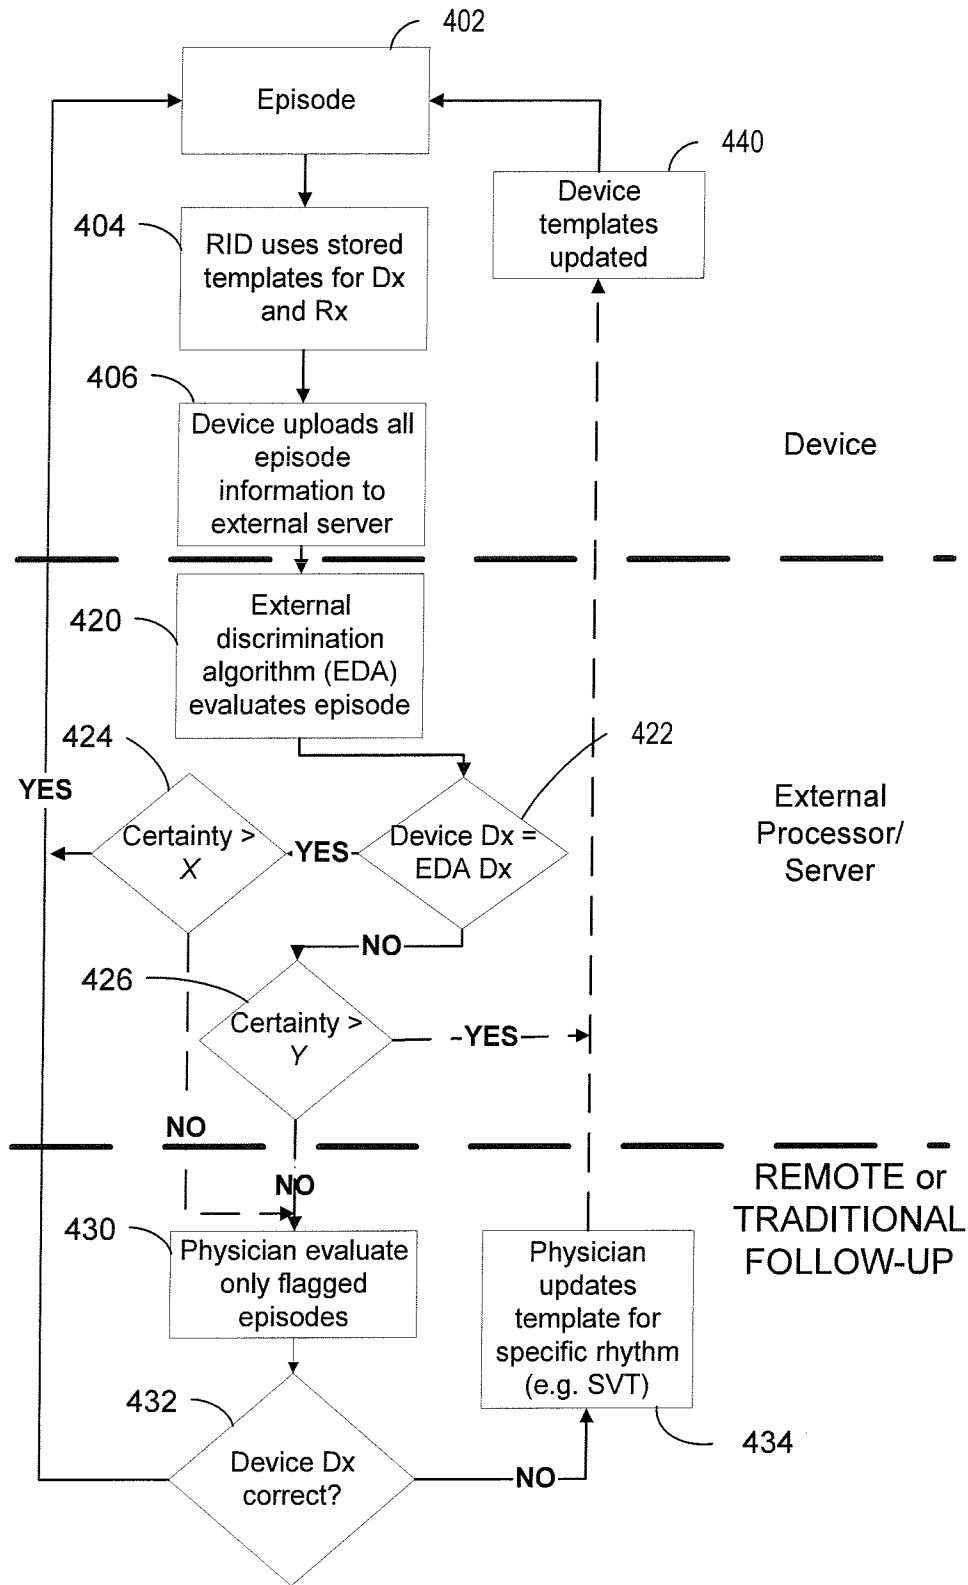 402
Episode
440
Device
templates
updated
404
RID uses stored
templates for Dx
and Rx
406
Device uploads all
episode
information to
external server
Device
420
External
discrimination
algorithm (EDA)
evaluates episode
424
422
YES
Certainty >
X
YES
Device Dx =
EDA Dx
External
Processor/
Server
NO
426
Certainty >
Y
YES
NO
NO
REMOTE or
TRADITIONAL
FOLLOW-UP
430
Physician evaluate
only flagged
episodes
Physician
updates
template for
specific rhythm
(e.g. SVT)
432
434
Device Dx
correct?
NO